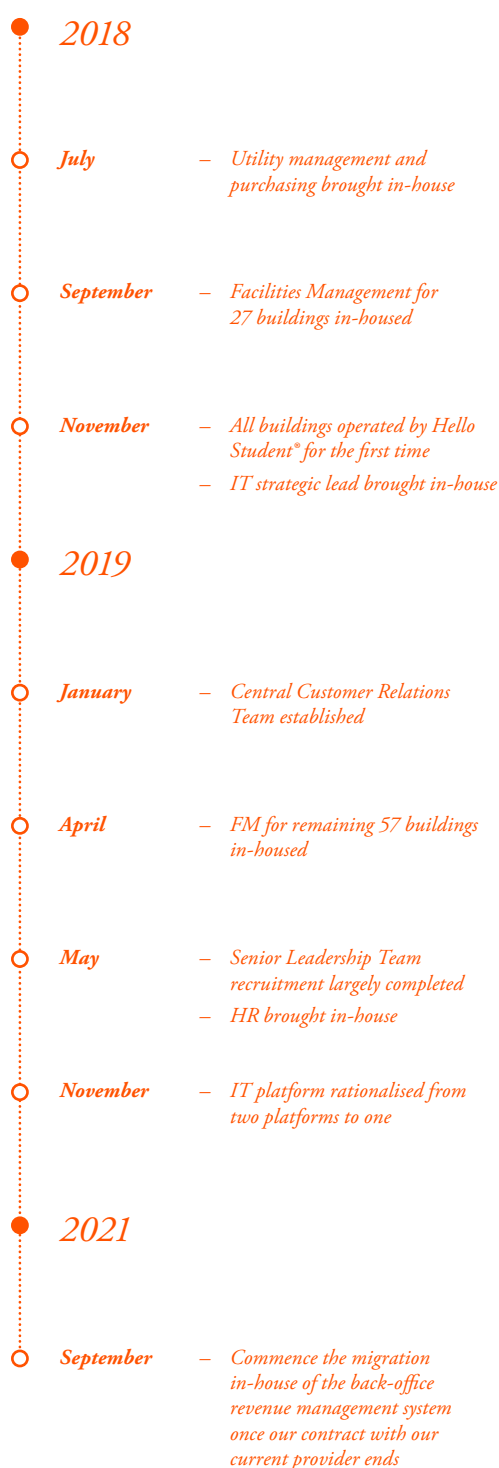 2018
July – Utility management and
purchasing brought in-house
September – Facilities Management for
27 buildings in-housed
November – All buildings operated by Hello
Student® for the first time
– IT strategic lead brought in-house
2019
January – Central Customer Relations
Team established
April – FM for remaining 57 buildings
in-housed
May – Senior Leadership Team
recruitment largely completed
– HR brought in-house
November – IT platform rationalised from
two platforms to one
2021
September – Commence the migration
in-house of the back-office
revenue management system
once our contract with our
current provider ends